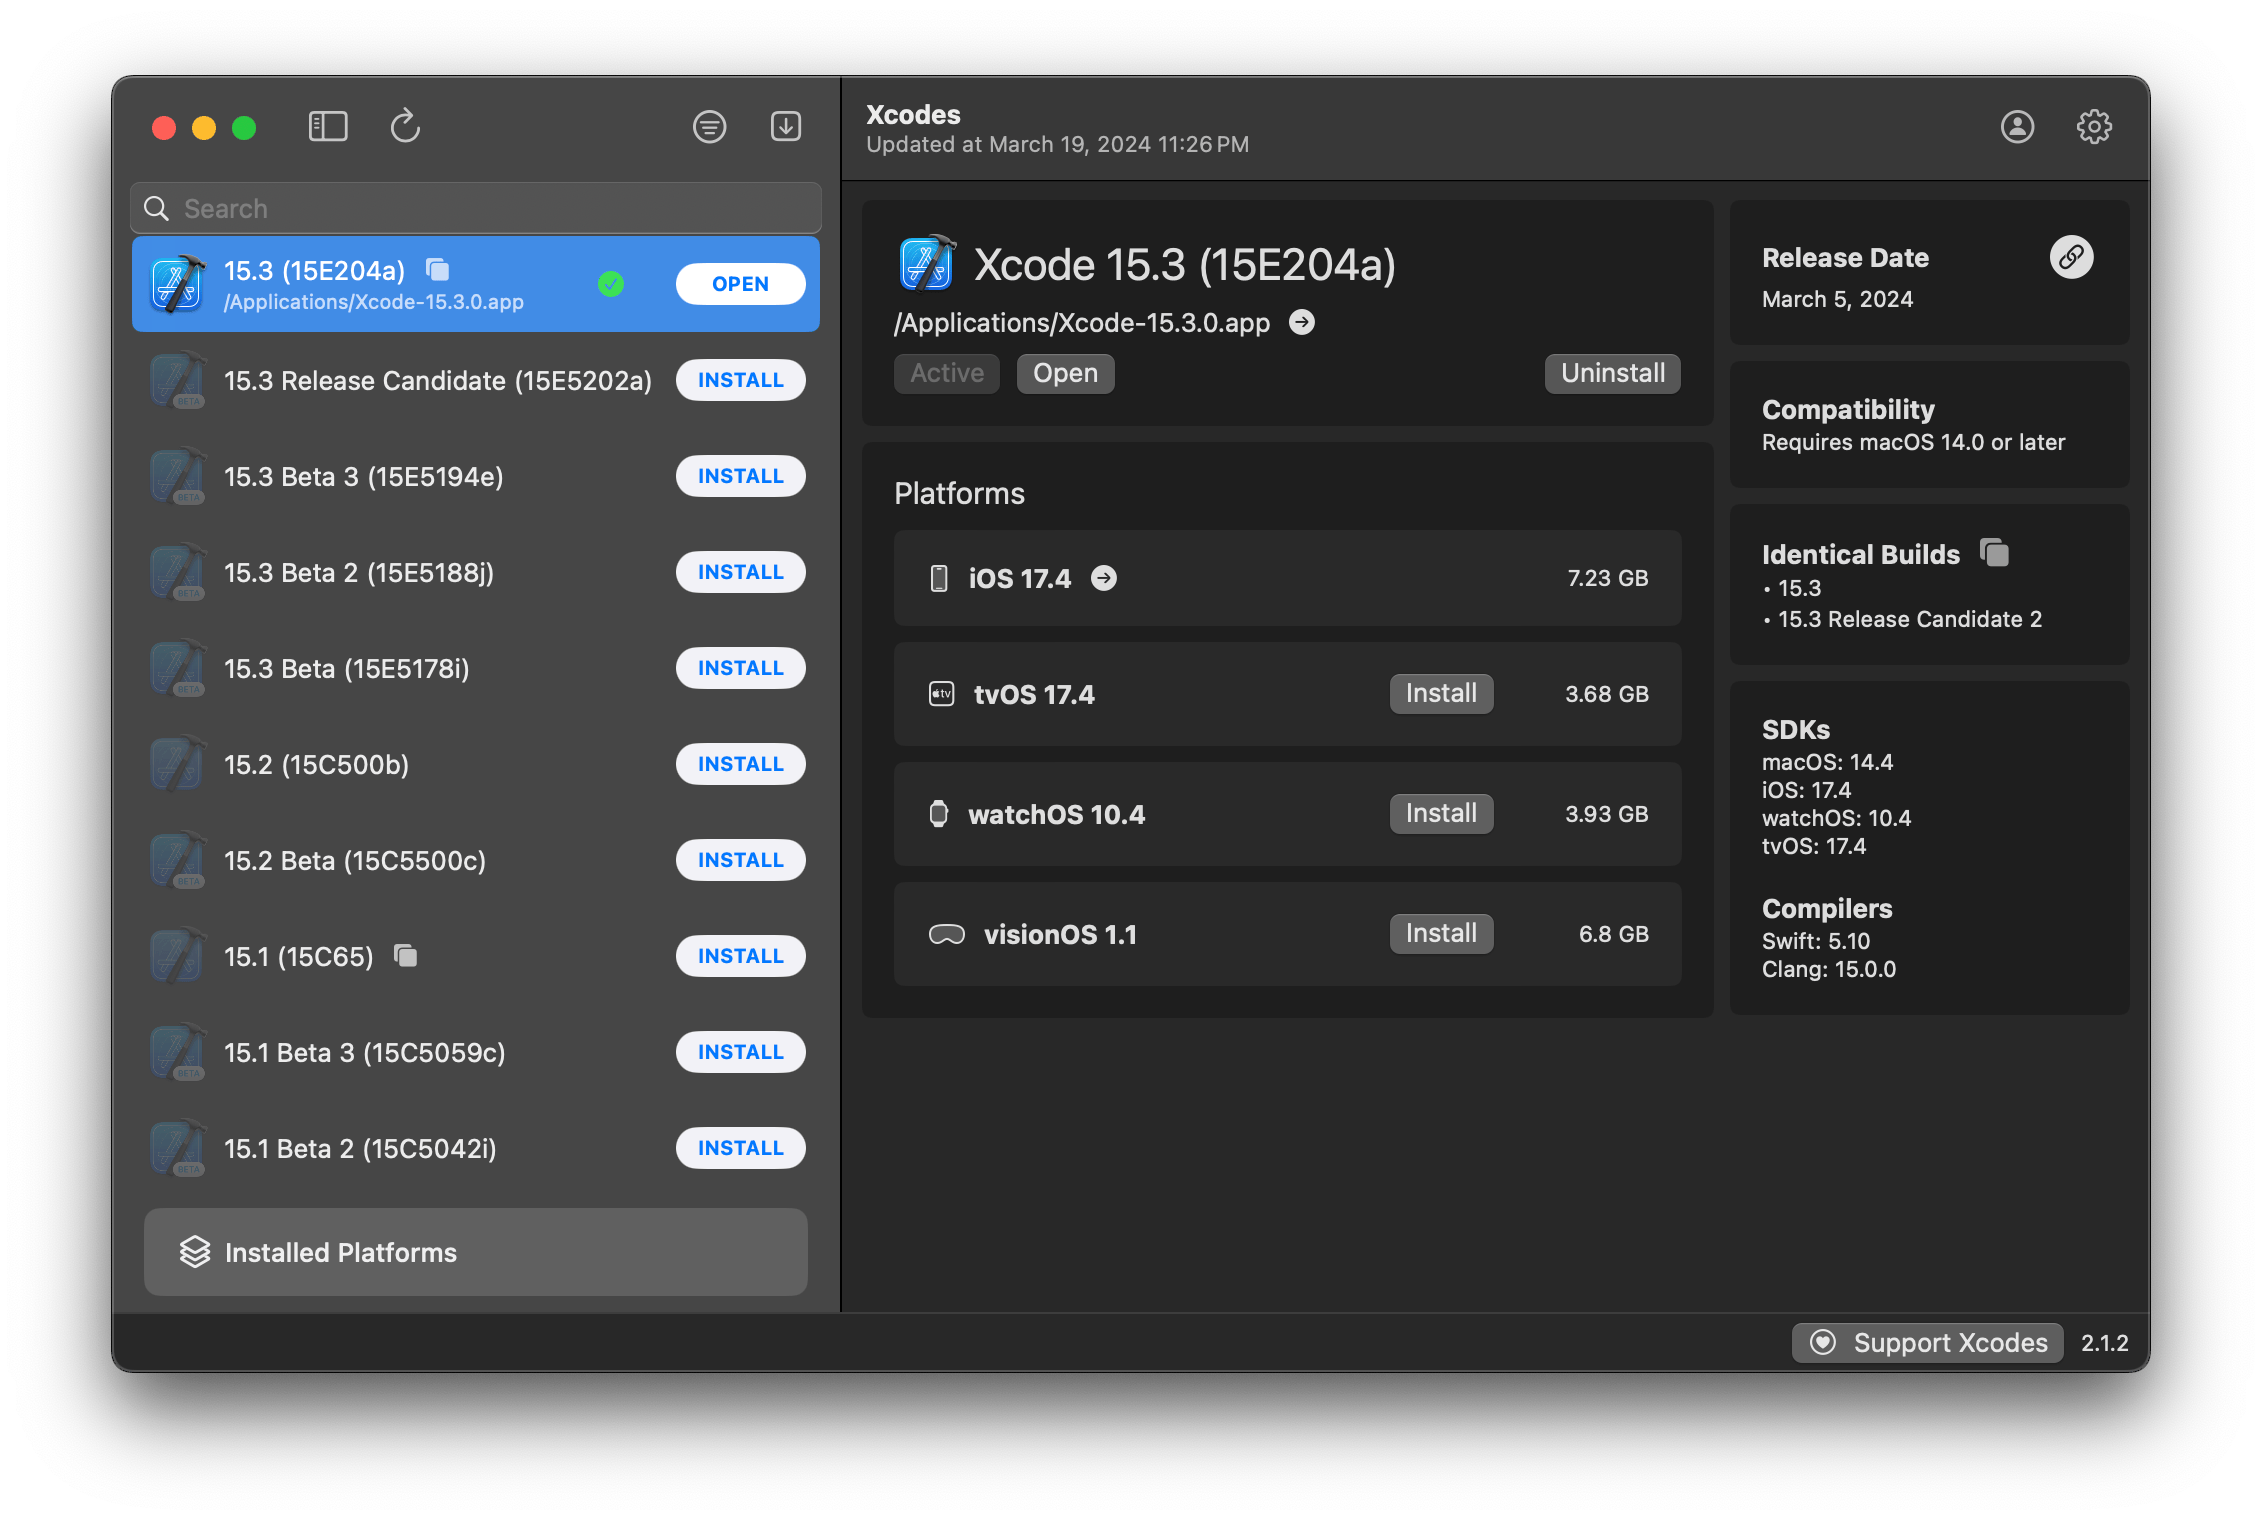 Search
15.3 (15E204a)
/Applications/Xcode-15.3.0.app
OPEN
15.3 Release Candidate (15E5202a)
INSTALL
BETA
15.3 Beta 3 (15E5194e)
INSTALL
BETA
15.3 Beta 2 (15E5188j)
INSTALL
BETA
15.3 Beta (15E5178i)
INSTALL
BETA
15.2 (15C500b)
INSTALL
15.2 Beta (15C5500c)
INSTALL
BETA
15.1 (15C65)
INSTALL
15.1 Beta 3 (15C5059c)
INSTALL
BETA
15.1 Beta 2 (15C5042i)
INSTALL
BETA
Installed Platforms
Xcodes
Updated at March 19, 2024 11:26 PM
Xcode 15.3 (15E204a)
/Applications/Xcode-15.3.0.app
Active
Open
Uninstall
Platforms
iOS 17.4
7.23 GB
tv
tvOS 17.4
Install
3.68 GB
watchOS 10.4
Install
3.93 GB
visionOS 1.1
Install
6.8 GB
Release Date
March 5, 2024
Compatibility
Requires macOS 14.0 or later
Identical Builds
• 15.3
• 15.3 Release Candidate 2
SDKs
macOS: 14.4
iOS: 17.4
watchOS: 10.4
tvOS: 17.4
Compilers
Swift: 5.10
Clang: 15.0.0
Support Xcodes
2.1.2